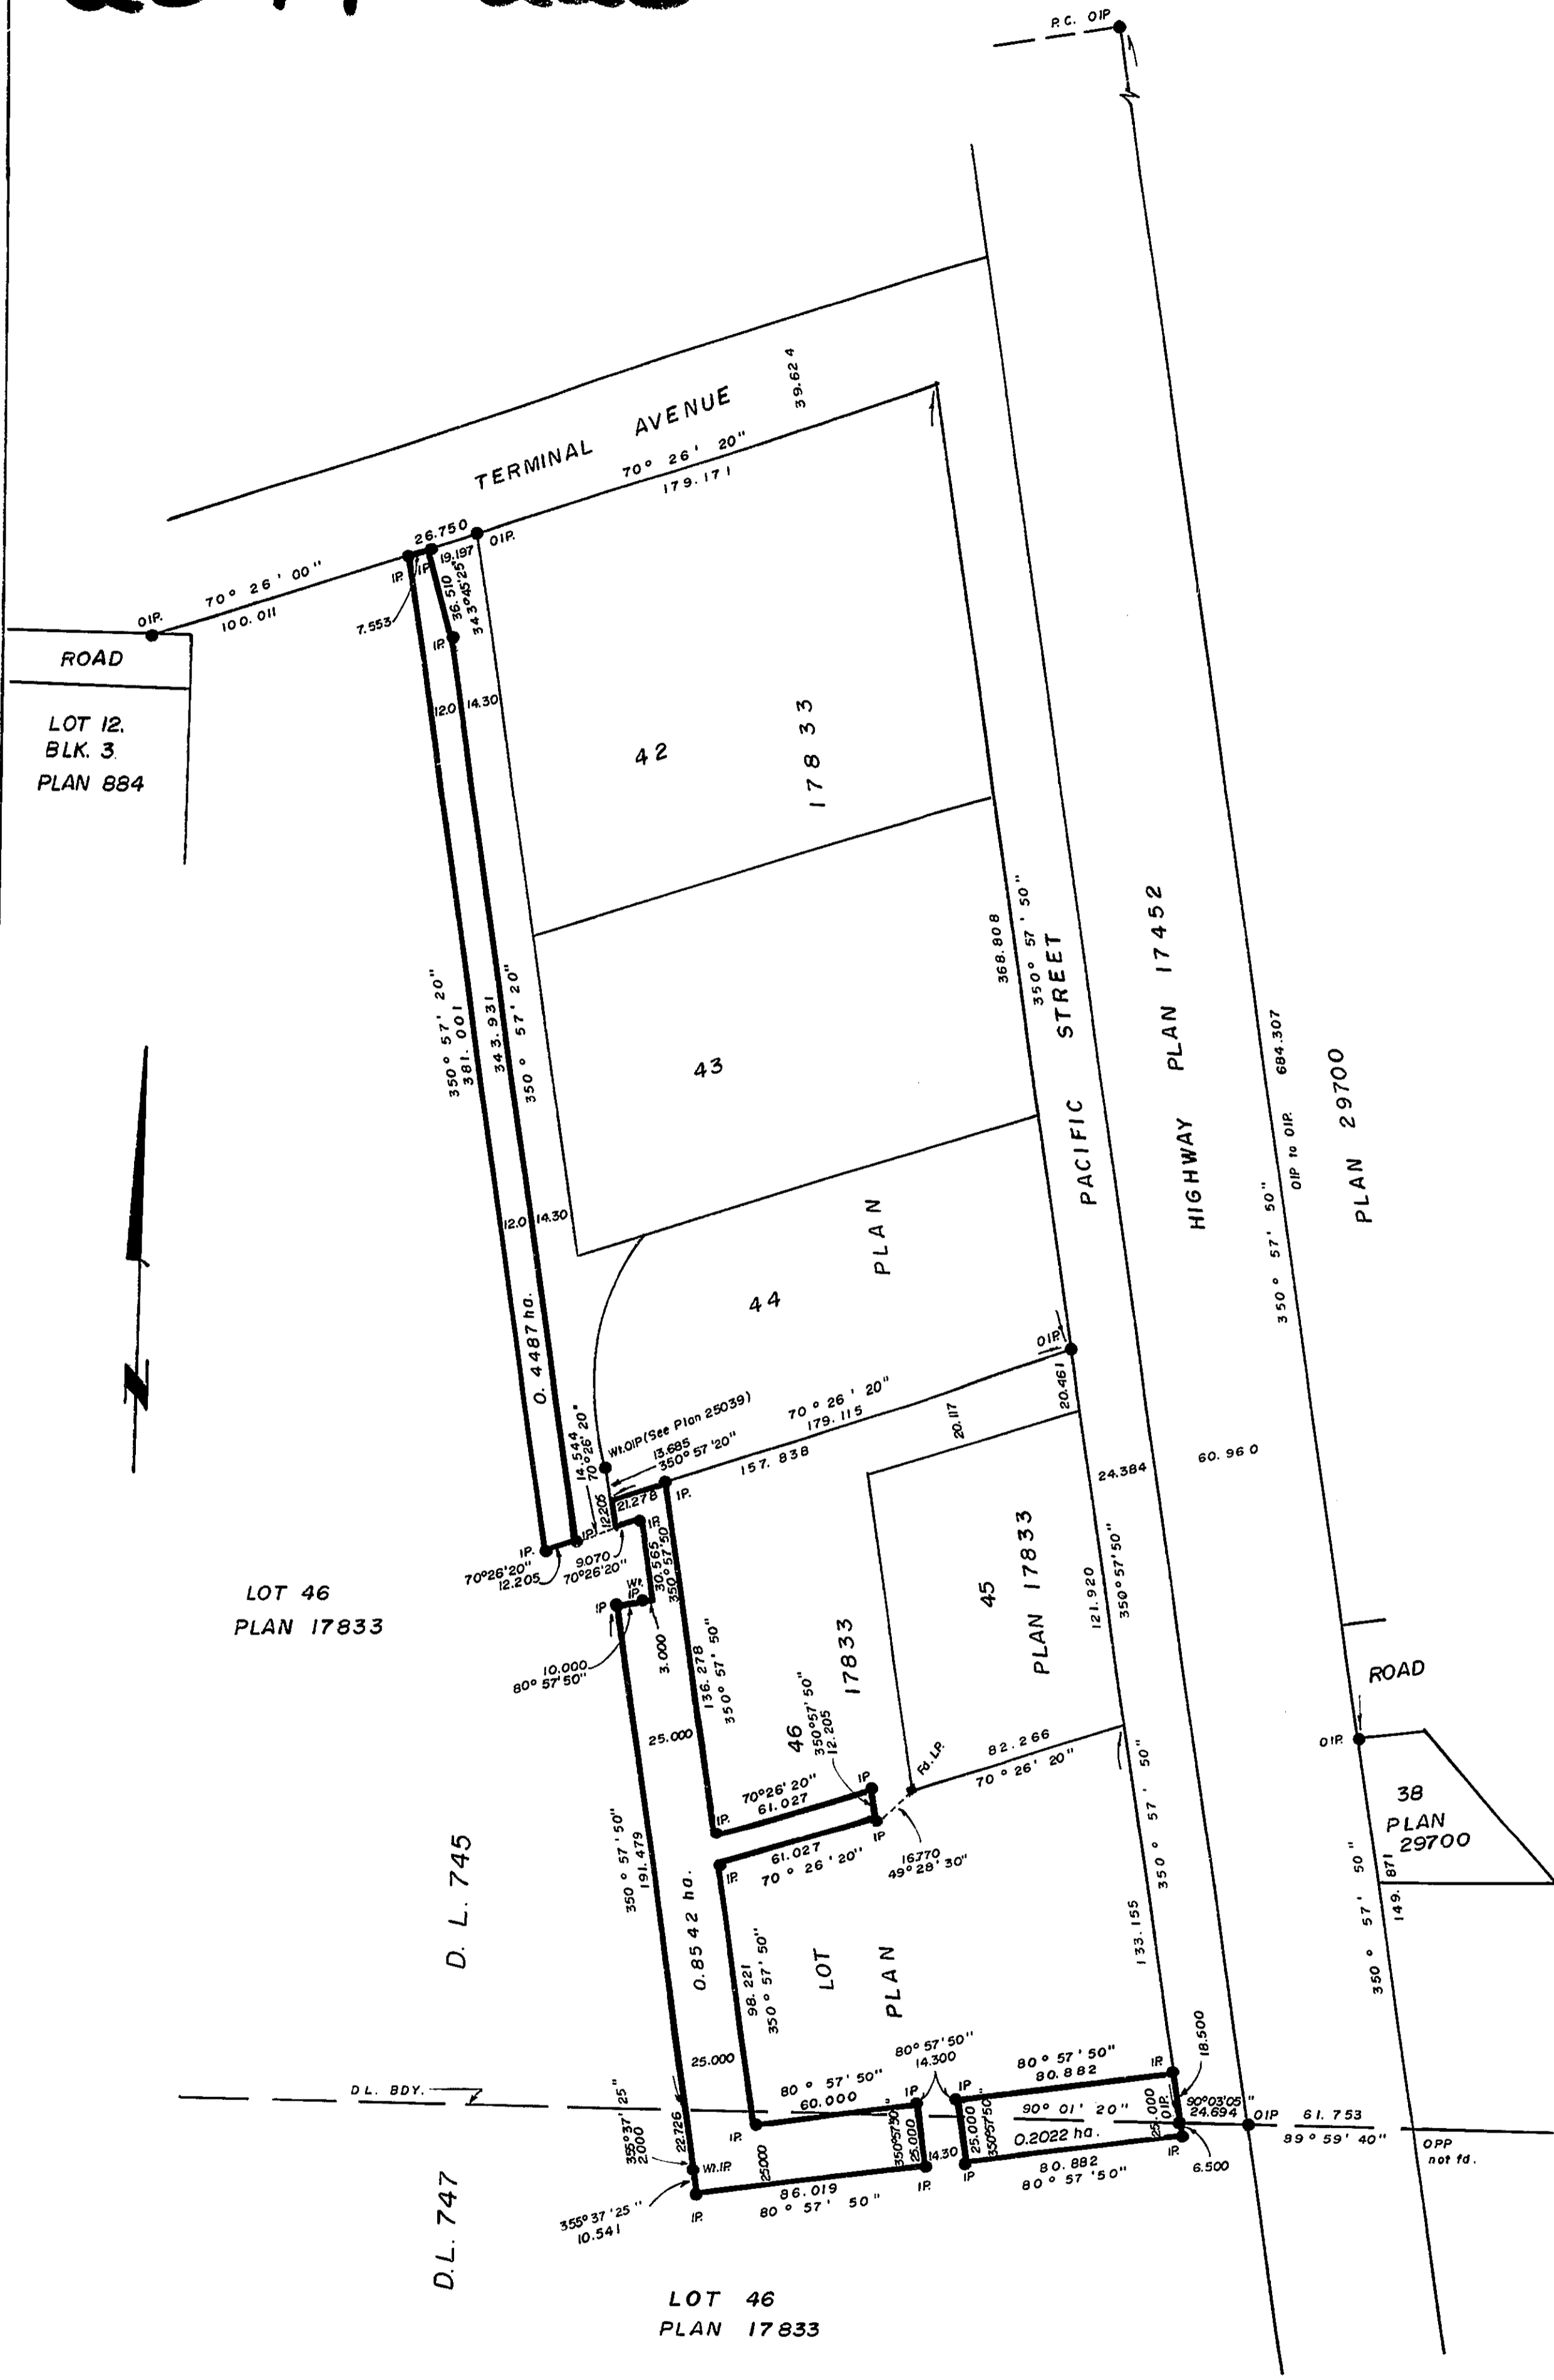 P.C. OIP
39.624
TERMINAL AVENUE
70° 26' 20"
179.171
26.750
OIP.
19.197
IP.
IP.
36.510
343°45'25"
7.553
IP.
70° 26' 00"
100.011
OIP.
ROAD
LOT 12.
BLK. 3.
PLAN 884
12.0
14.30
42
17833
43
350° 57' 20"
381.001
343.931
350° 57' 20"
368.808
350° 57' 50"
PACIFIC STREET
HIGHWAY PLAN 17452
684.307
OIP to OIP.
350° 57' 50"
PLAN 29700
12.0
14.30
PLAN
44
0.4487 ha.
OIP.
20.461
14.544
70°26'20"
Wt.OIP (See Plan 25039)
13.685
350°57'20"
70° 26' 20"
179.115
157.838
20.117
24.384
60.960
21.278
12.205
IP.
IP.
IP.
IP.
70°26'20"
12.205
9.070
70°26'20"
30.565
350°57'50"
Wt.
IP.
IP
10.000
80°57'50"
3.000
LOT 46
PLAN 17833
45
PLAN 17833
121.920
350°57'50"
136.278
350° 57' 50"
46
17833
350°57'50"
12.205
25.000
Fd. I.P.
82.266
70° 26' 20"
ROAD
OIP.
38
PLAN
29700
IP
70°26'20"
61.027
IP.
61.027
70° 26' 20"
IP
IP.
16.770
49°28'30"
350° 57' 50"
191.479
D. L. 745
0.8542 ha.
98.221
350° 57' 50"
LOT
PLAN
133.155
350° 57' 50"
350° 57' 50"
149.871
25.000
80°57'50"
14.300
80° 57' 50"
80.882
IP.
18.500
D L. BDY.
80° 57' 50"
60.000
IP
IP
355°37'25"
2.000
22.726
IP.
25.000
350°57'50"
25.000
14.30
25.000
350°57'50"
90° 01' 20"
0.2022 ha.
25.000
OIP.
90°03'05"
24.694
OIP
61.753
89°59'40"
OPP
not fd.
Wt.IP.
86.019
80° 57' 50"
IP.
IP
80.882
80° 57' 50"
IP.
6.500
355°37'25"
10.541
IP.
D.L. 747
LOT 46
PLAN 17833